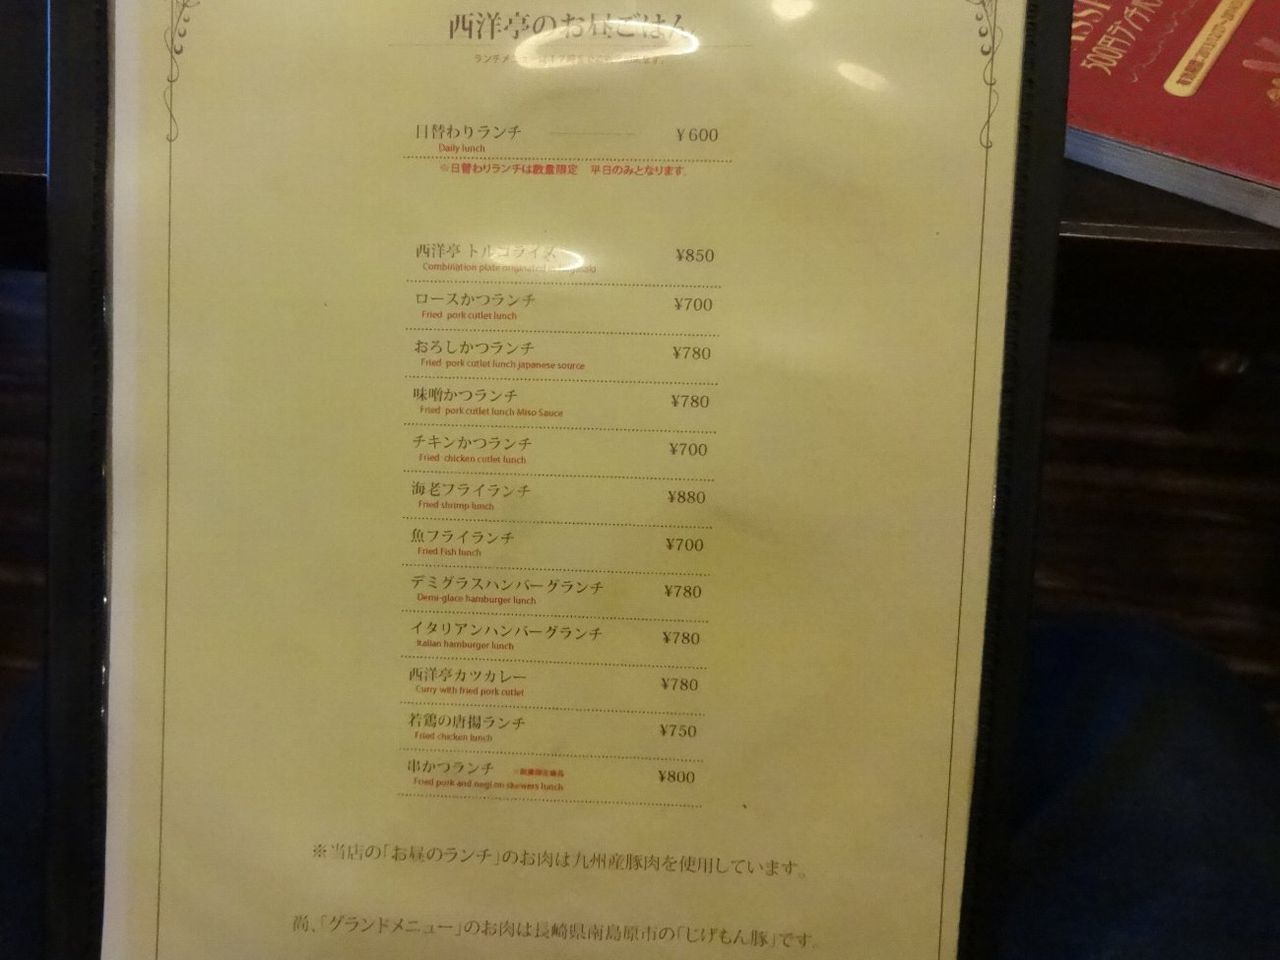 西洋亭のお昼ごはん
日替わりランチ ¥600
Daily lunch
※日替わりランチは数量限定 平日のみとなります。
西洋亭 トルコライス ¥850
Combination plate originated
ロースかつランチ ¥700
Fried pork cutlet lunch
おろしかつランチ ¥780
Fried pork cutlet lunch japanese source
味噌かつランチ ¥780
Fried pork cutlet lunch Miso Sauce
チキンかつランチ ¥700
Fried chicken cutlet lunch
海老フライランチ ¥880
Fried shrimp lunch
魚フライランチ ¥700
Fried Fish lunch
デミグラスハンバーグランチ ¥780
Demi-glace hamburger lunch
イタリアンハンバーグランチ ¥780
Italian hamburger lunch
西洋亭カツカレー ¥780
Curry with fried pork cutlet
若鶏の唐揚ランチ ¥750
Fried chicken lunch
串かつランチ ¥800
Fried pork and negi on skewers lunch
※当店の「お昼のランチ」のお肉は九州産豚肉を使用しています。
尚、「グランドメニュー」のお肉は長崎県南島原市の「じげもん豚」です。
500円ランチパ